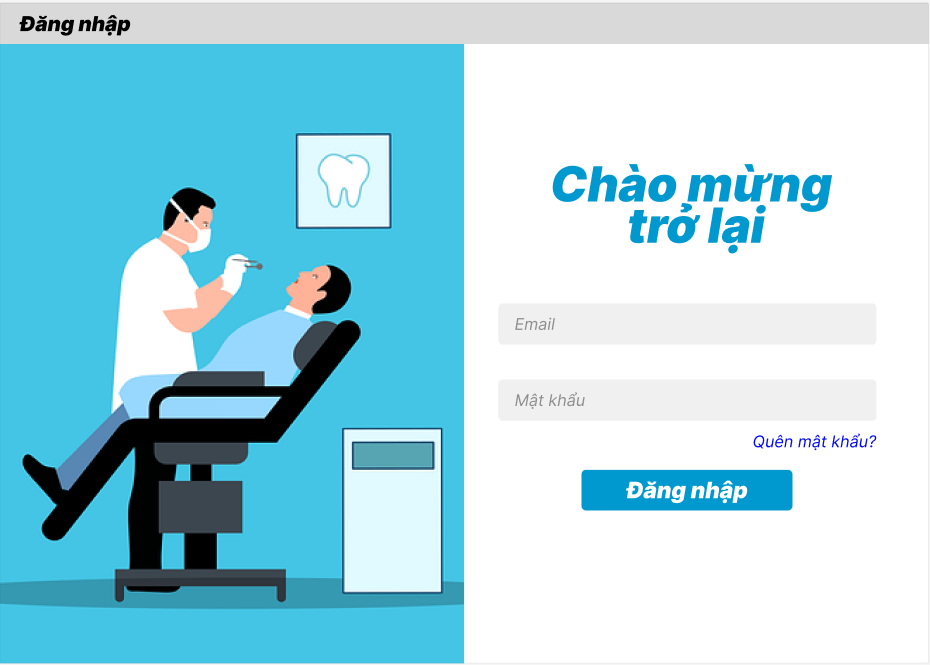 Đăng nhập
Chào mừng
trở lại
Email
Mật khẩu
Quên mật khẩu?
Đăng nhập